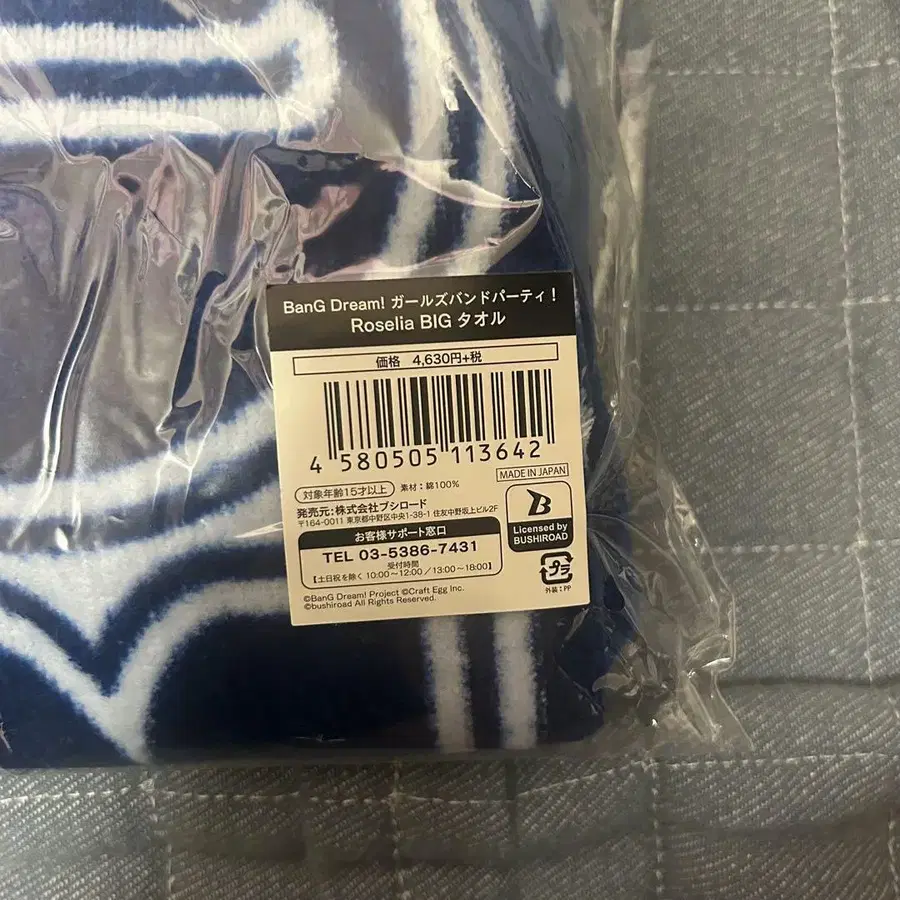 BanG Dream! ガールズバンドパーティ!
Roselia BIG タオル
価格 4,630円+税
4 580505 113642
MADE IN JAPAN
対象年齢15才以上 素材:綿100%
発売元:株式会社ブシロード
〒164-0011 東京都中野区中央1-38-1 住友中野坂上ビル2F
お客様サポート窓口
TEL 03-5386-7431
受付時間
【土日祝を除く 10:00〜12:00/13:00〜18:00】
©BanG Dream! Project ©Craft Egg Inc.
©bushiroad All Rights Reserved.
B
Licensed by
BUSHIROAD
プラ
外装:PP